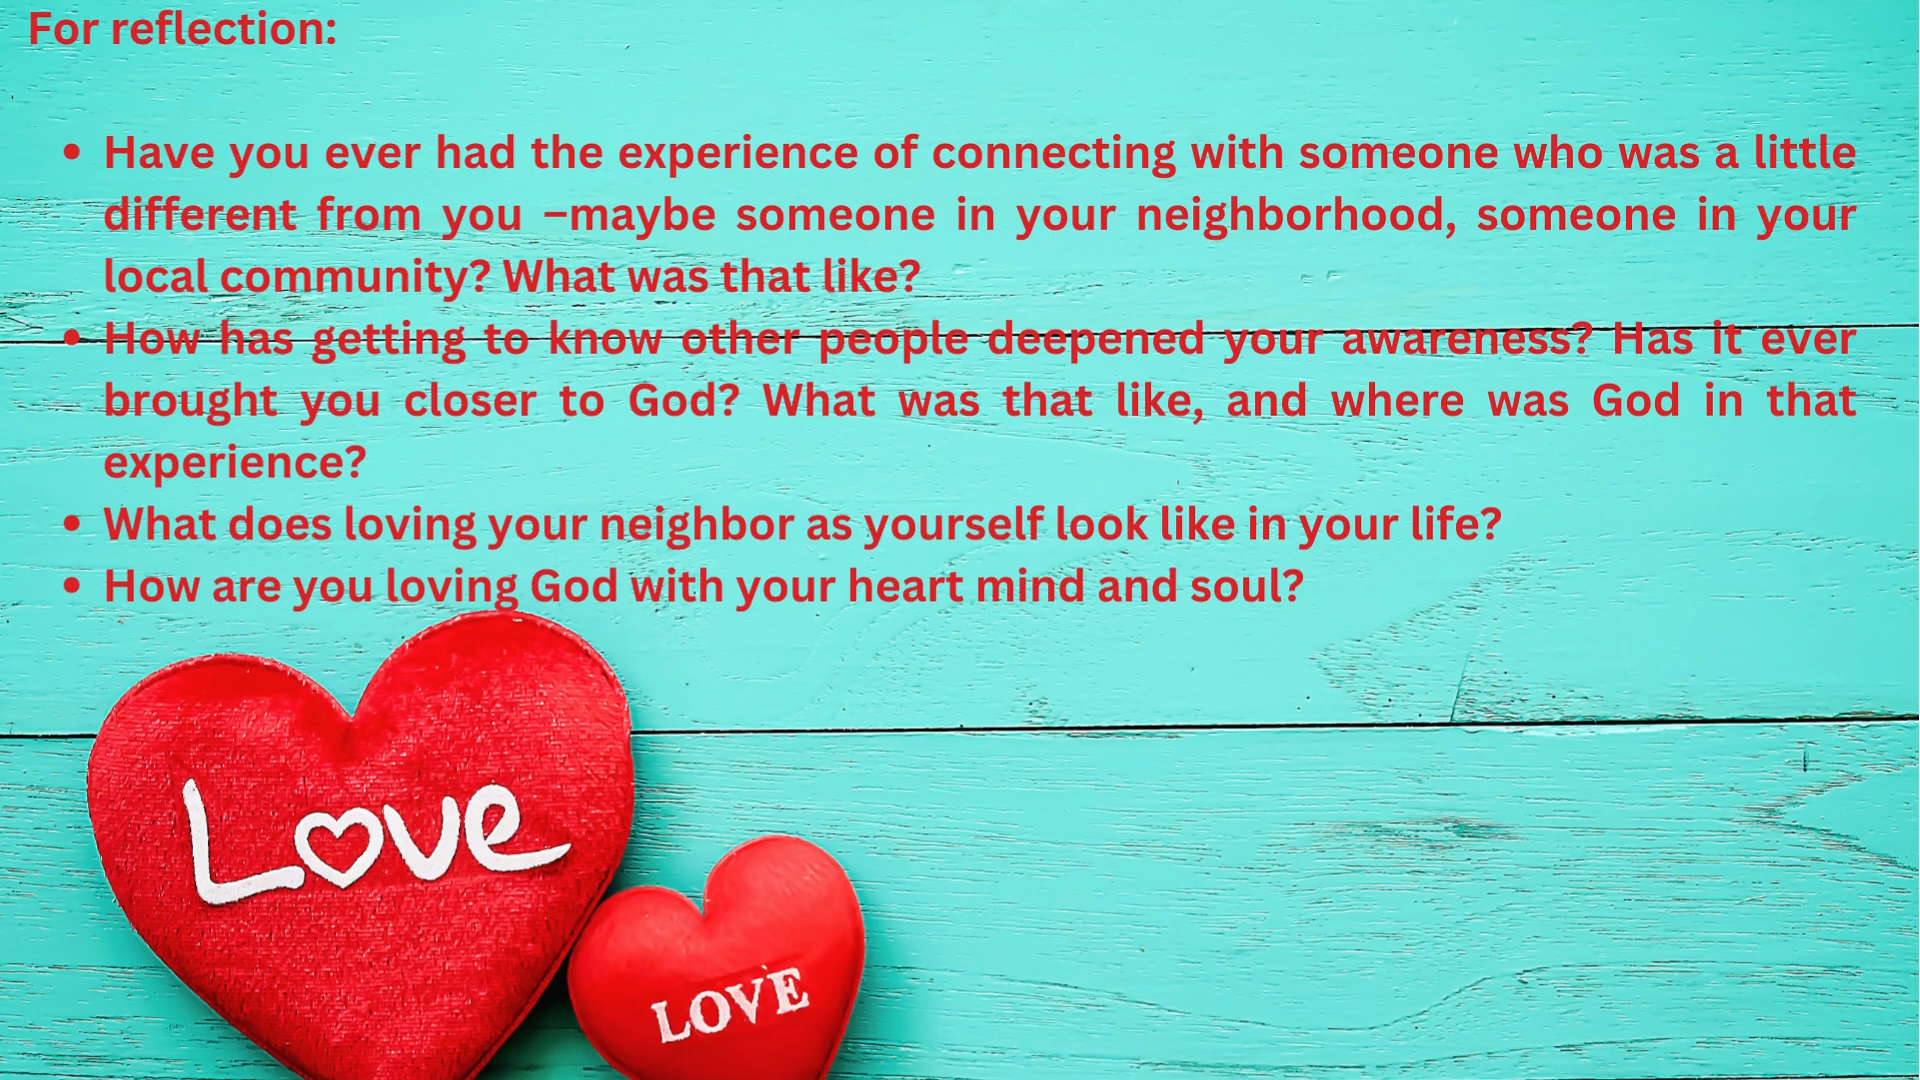 For reflection:
• Have you ever had the experience of connecting with someone who was a little
different from you –maybe someone in your neighborhood, someone in your
local community? What was that like?
• How has getting to know other people deepened your awareness? Has it ever
brought you closer to God? What was that like, and where was God in that
experience?
• What does loving your neighbor as yourself look like in your life?
• How are you loving God with your heart mind and soul?
Love
LOVE